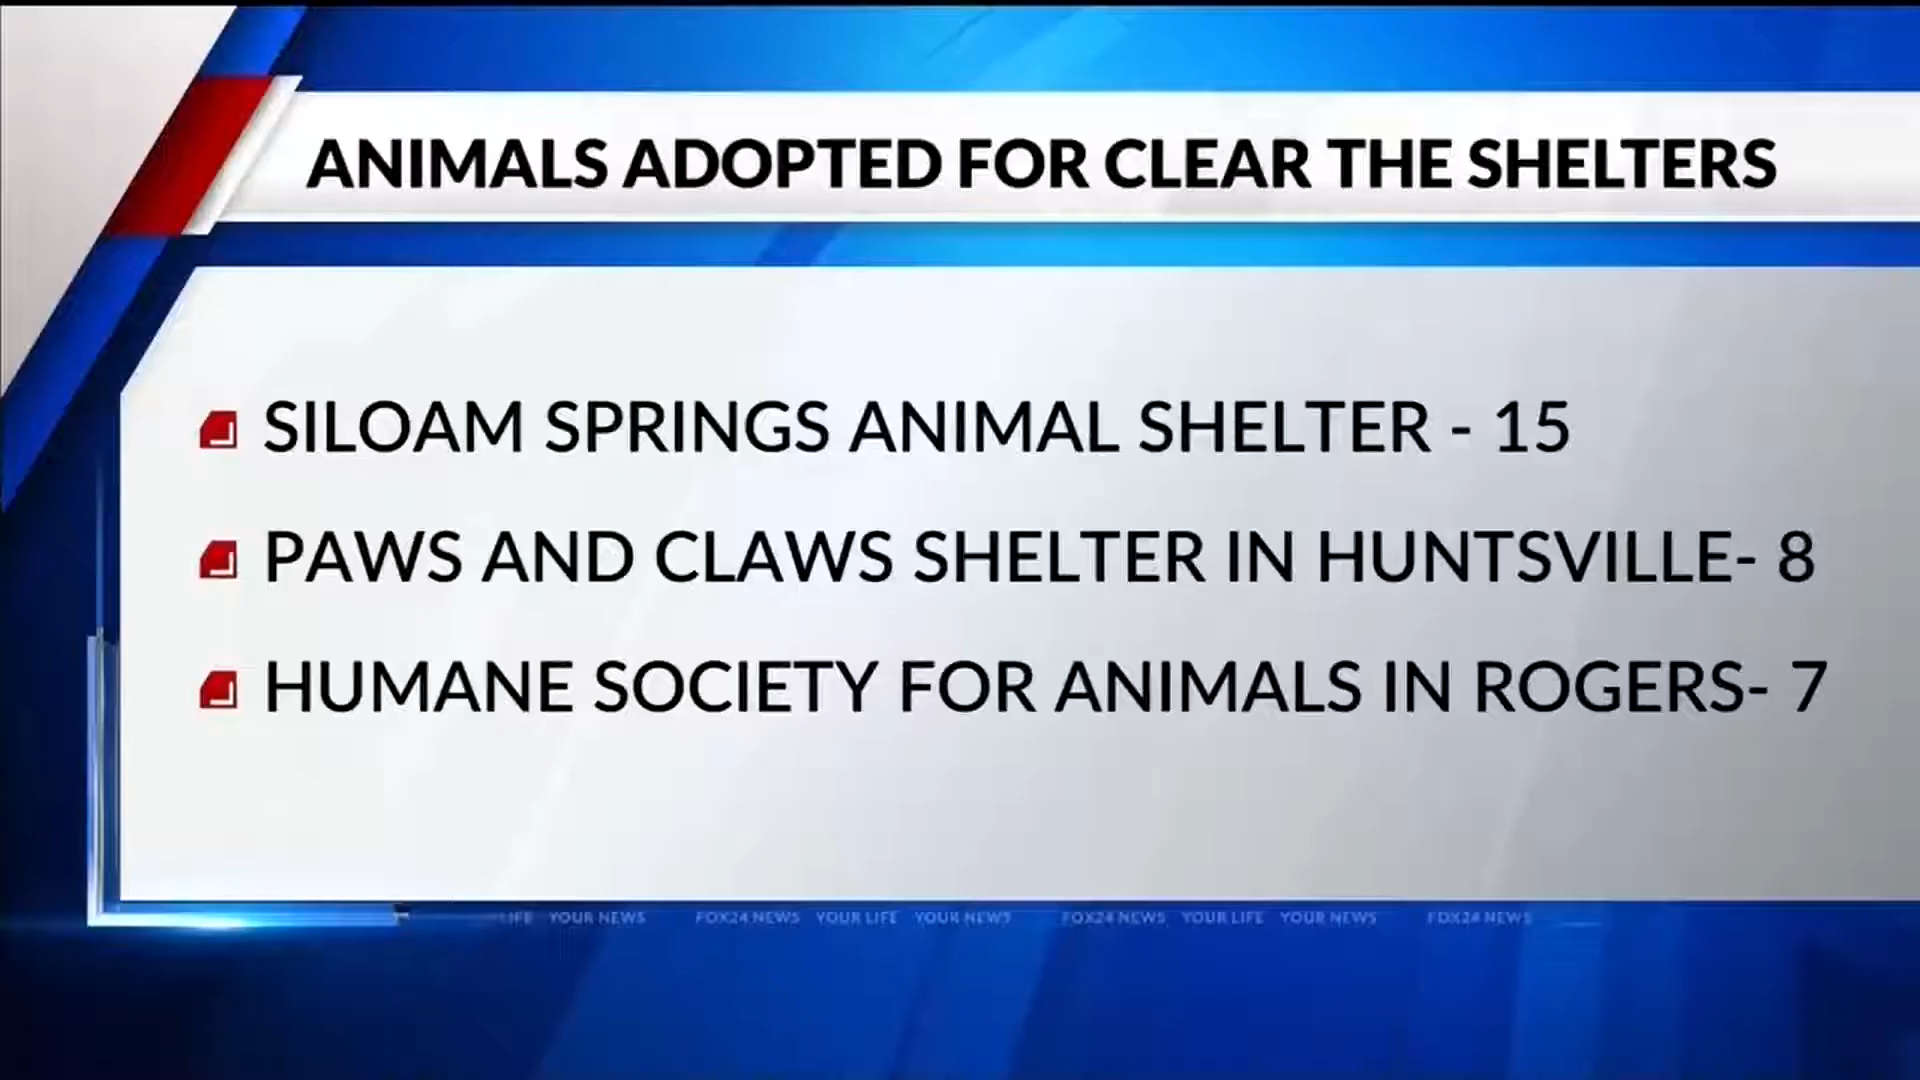 ANIMALS ADOPTED FOR CLEAR THE SHELTERS
SILOAM SPRINGS ANIMAL SHELTER - 15
PAWS AND CLAWS SHELTER IN HUNTSVILLE- 8
HUMANE SOCIETY FOR ANIMALS IN ROGERS- 7
LIFE YOUR NEWS FOX24 NEWS YOUR LIFE YOUR NEWS FOX24 NEWS YOUR LIFE YOUR NEWS FOX24 NEWS